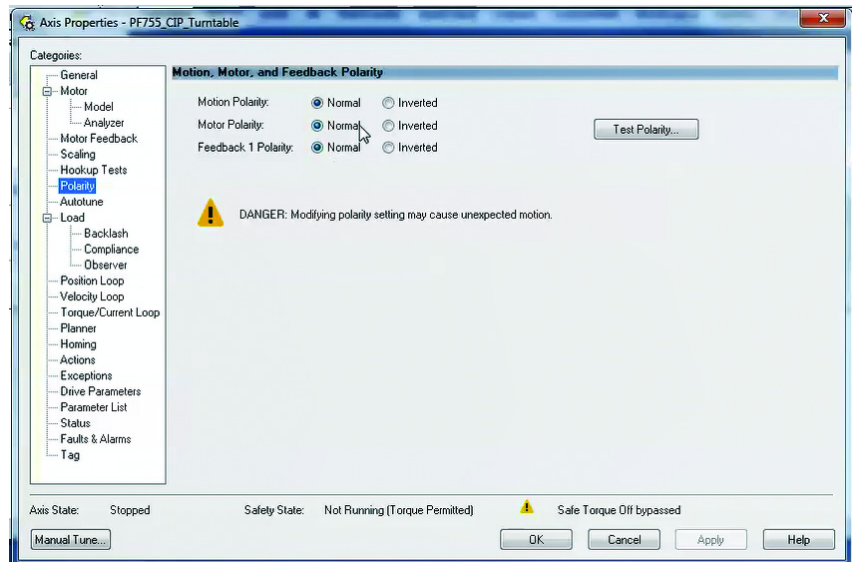 Axis Properties - PF755_CIP_Turntable
X
Categories:
General
Motor
Model
Analyzer
Motor Feedback
Scaling
Hookup Tests
Polarity
Autotune
Load
Backlash
Compliance
Observer
Position Loop
Velocity Loop
Torque/Current Loop
Planner
Homing
Actions
Exceptions
Drive Parameters
Parameter List
Status
Faults & Alarms
Tag
Motion, Motor, and Feedback Polarity
Motion Polarity: Normal Inverted
Motor Polarity: Normal Inverted
Feedback 1 Polarity: Normal Inverted
Test Polarity...
DANGER: Modifying polarity setting may cause unexpected motion.
Axis State: Stopped Safety State: Not Running (Torque Permitted) Safe Torque Off bypassed
Manual Tune... OK Cancel Apply Help